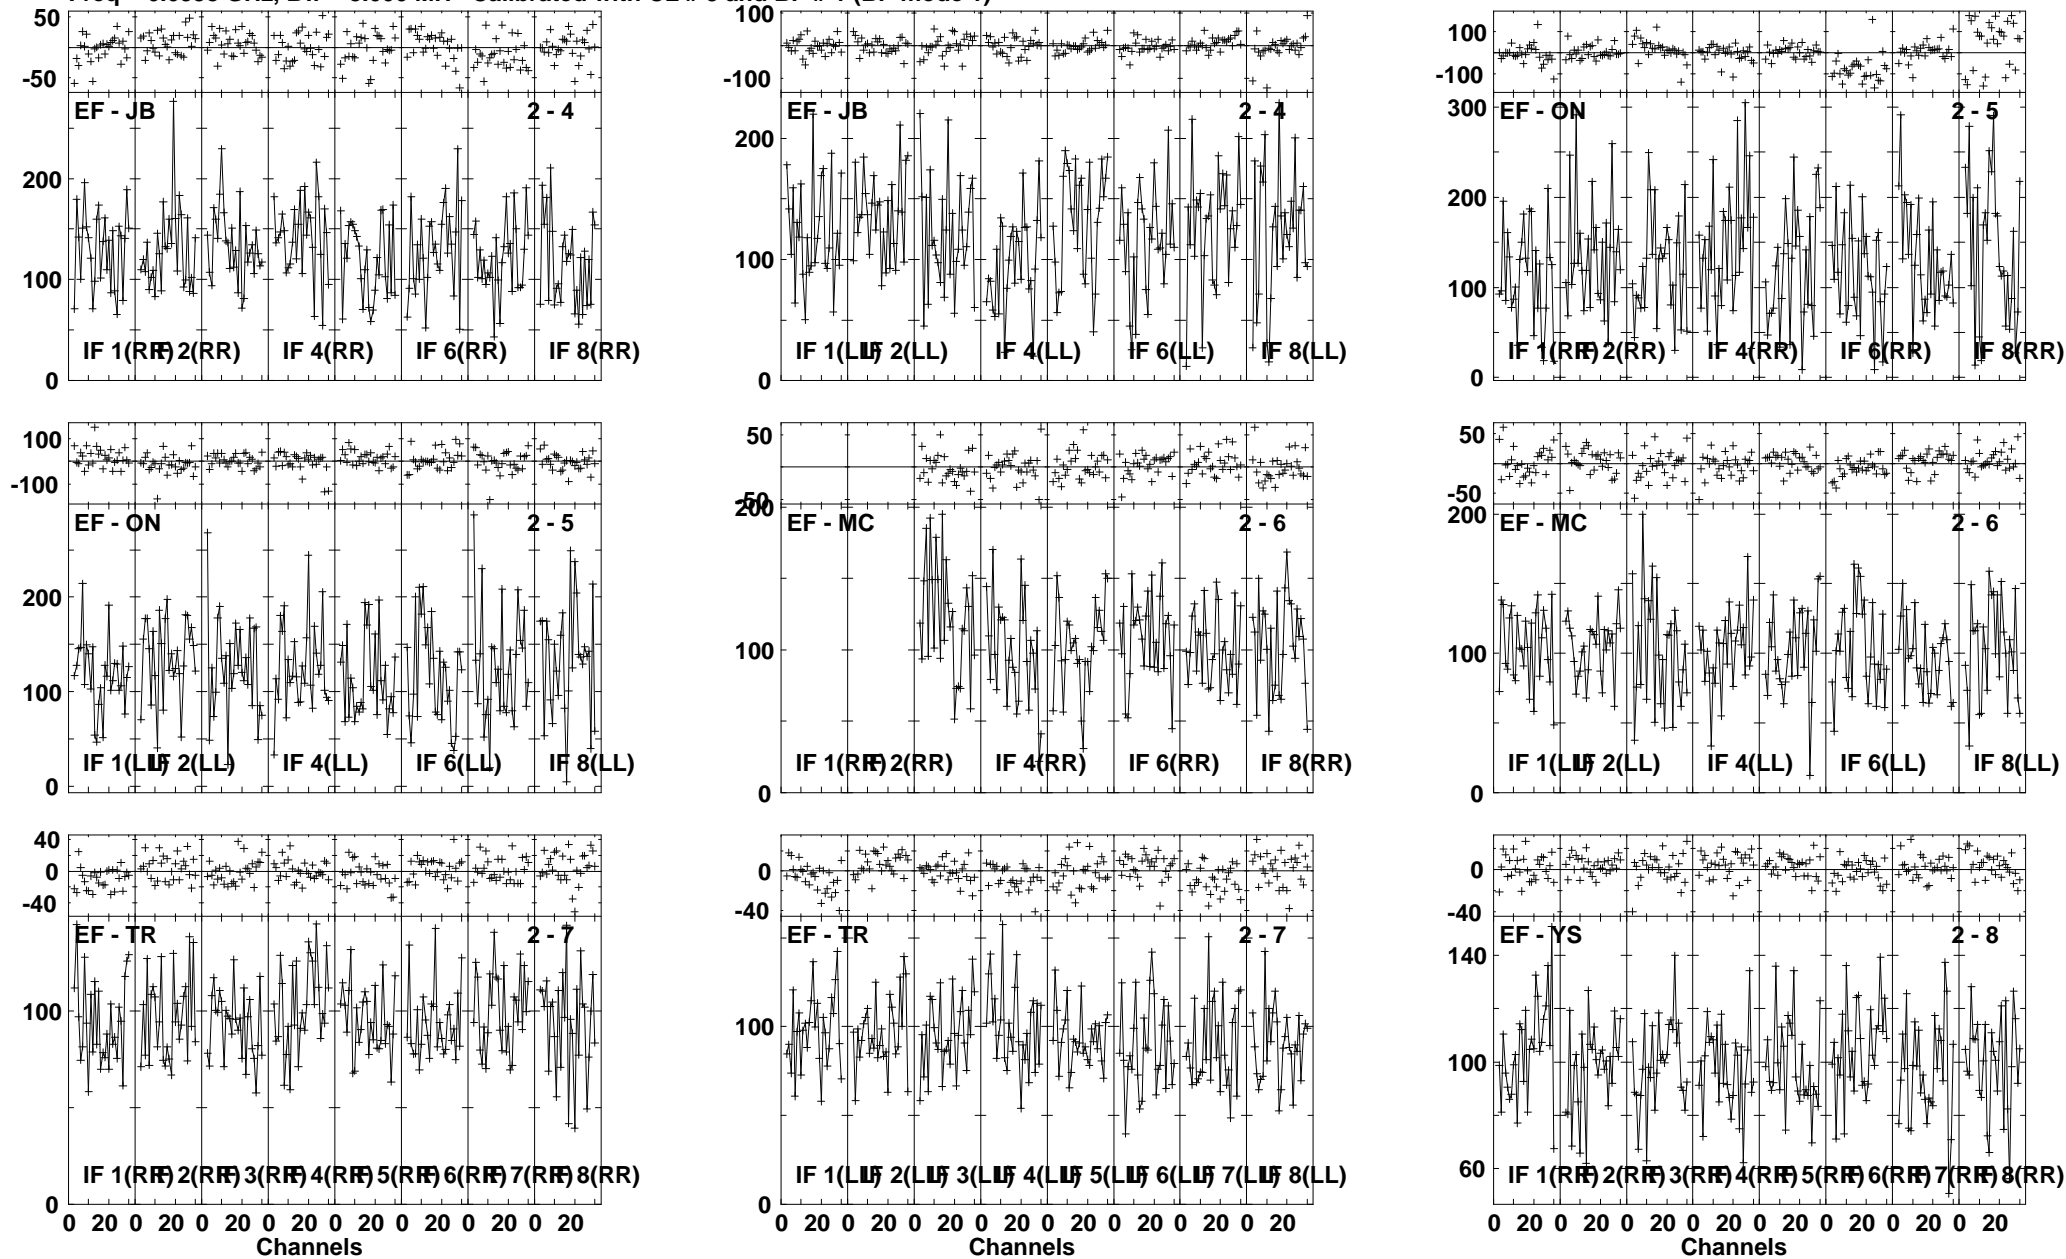 50
-50
EF - JB 2 - 4
200
100
0
IF 1(RR) IF 2(RR) IF 4(RR) IF 6(RR) IF 8(RR)
100
-100
EF - JB 2 - 4
200
100
0
IF 1(LL) IF 2(LL) IF 4(LL) IF 6(LL) IF 8(LL)
100
-100
300
EF - ON 2 - 5
200
100
0
IF 1(RR) IF 2(RR) IF 4(RR) IF 6(RR) IF 8(RR)
100
-100
EF - ON 2 - 5
200
100
0
IF 1(LL) IF 2(LL) IF 4(LL) IF 6(LL) IF 8(LL)
50
-50
200
EF - MC 2 - 6
100
0
IF 1(RR) IF 2(RR) IF 4(RR) IF 6(RR) IF 8(RR)
50
-50
200
EF - MC 2 - 6
100
0
IF 1(LL) IF 2(LL) IF 4(LL) IF 6(LL) IF 8(LL)
40
0
-40
EF - TR 2 - 7
100
0
IF 1(RR) IF 2(RR) IF 3(RR) IF 4(RR) IF 5(RR) IF 6(RR) IF 7(RR) IF 8(RR)
0 20 0 20 0 20 0 20 0 20 0 20 0 20 0 20
Channels
0
-40
EF - TR 2 - 7
100
0
IF 1(LL) IF 2(LL) IF 3(LL) IF 4(LL) IF 5(LL) IF 6(LL) IF 7(LL) IF 8(LL)
0 20 0 20 0 20 0 20 0 20 0 20 0 20 0 20
Channels
0
-40
EF - YS 2 - 8
140
100
60
IF 1(RR) IF 2(RR) IF 3(RR) IF 4(RR) IF 5(RR) IF 6(RR) IF 7(RR) IF 8(RR)
0 20 0 20 0 20 0 20 0 20 0 20 0 20 0 20
Channels